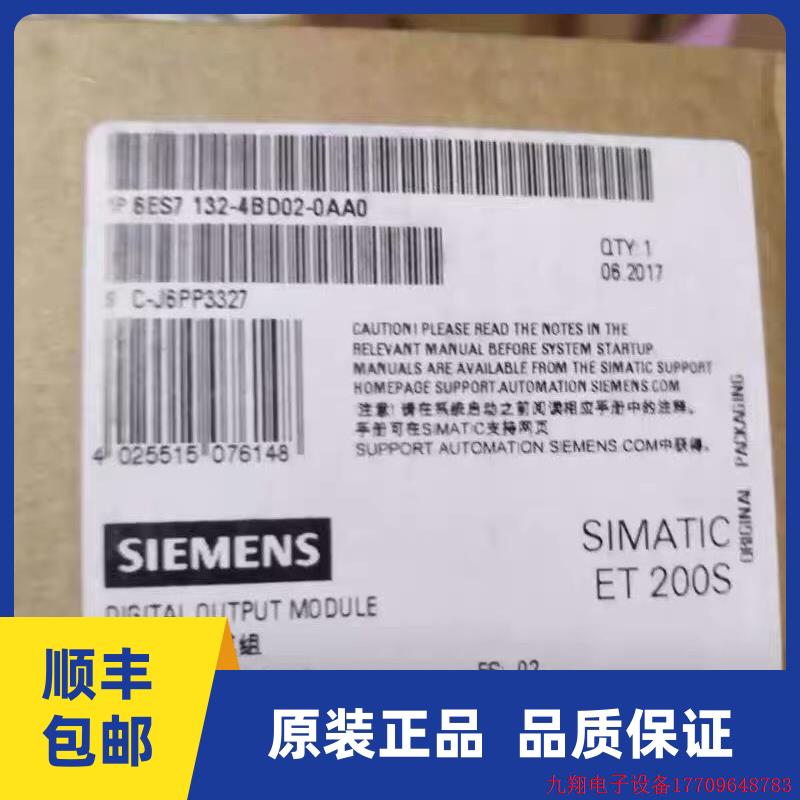 1P 6ES7 132-4BD02-0AA0
QTY: 1
06.2017
S C-J6PP3327
CAUTION! PLEASE READ THE NOTES IN THE
RELEVANT MANUAL BEFORE SYSTEM STARTUP
MANUALS ARE AVAILABLE FROM THE SIMATIC SUPPORT
HOMEPAGE SUPPORT.AUTOMATION.SIEMENS.COM
注意! 请在系统启动之前阅读相应手册中的注释。
手册可在SIMATIC支持网页
SUPPORT AUTOMATION SIEMENS.COM中获得。
4 025515 076148
ORIGINAL PACKAGING
SIEMENS
SIMATIC
ET 200S
DIGITAL OUTPUT MODULE
组
ES: 02
顺丰
包邮
原装正品 品质保证
九翔电子设备17709648783